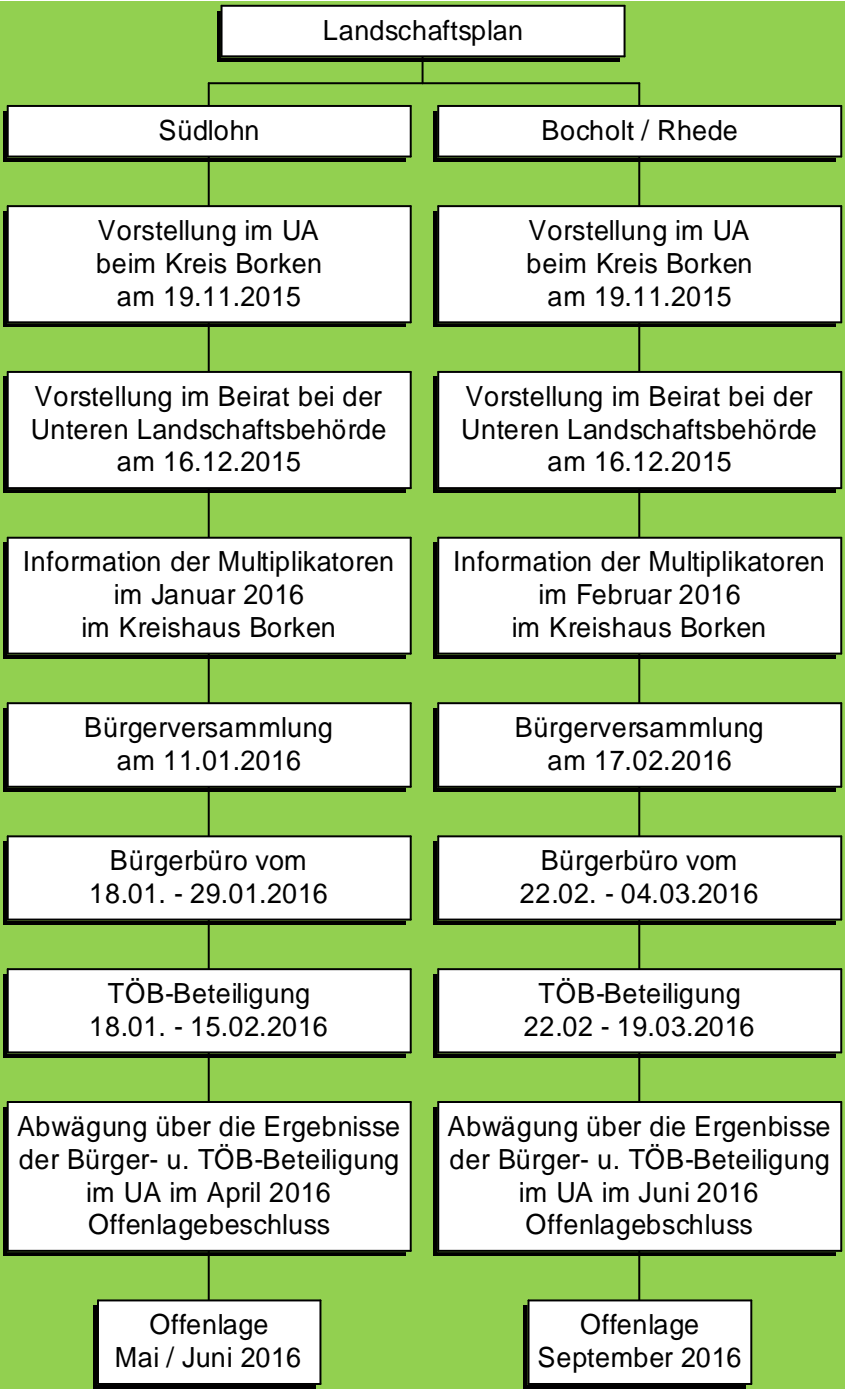 Landschaftsplan
Südlohn
Vorstellung im UA
beim Kreis Borken
am 19.11.2015
Vorstellung im Beirat bei der
Unteren Landschaftsbehörde
am 16.12.2015
Information der Multiplikatoren
im Januar 2016
im Kreishaus Borken
Bürgerversammlung
am 11.01.2016
Bürgerbüro vom
18.01. - 29.01.2016
TÖB-Beteiligung
18.01. - 15.02.2016
Abwägung über die Ergebnisse
der Bürger- u. TÖB-Beteiligung
im UA im April 2016
Offenlagebeschluss
Offenlage
Mai / Juni 2016
Bocholt / Rhede
Vorstellung im UA
beim Kreis Borken
am 19.11.2015
Vorstellung im Beirat bei der
Unteren Landschaftsbehörde
am 16.12.2015
Information der Multiplikatoren
im Februar 2016
im Kreishaus Borken
Bürgerversammlung
am 17.02.2016
Bürgerbüro vom
22.02. - 04.03.2016
TÖB-Beteiligung
22.02 - 19.03.2016
Abwägung über die Ergenbisse
der Bürger- u. TÖB-Beteiligung
im UA im Juni 2016
Offenlagebschluss
Offenlage
September 2016